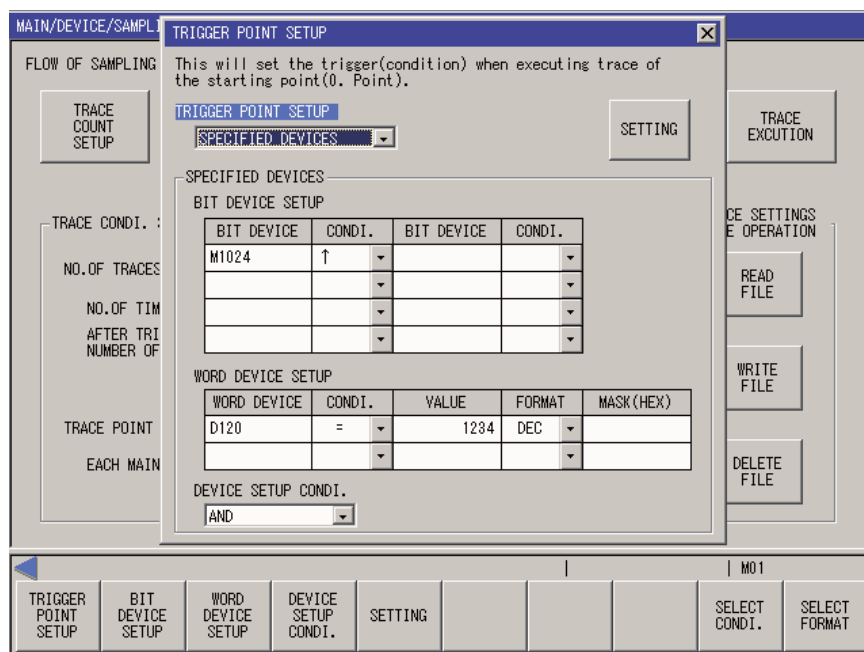 MAIN/DEVICE/SAMPL
TRIGGER POINT SETUP
FLOW OF SAMPLING
This will set the trigger(condition) when executing trace of
the starting point(0. Point).
TRACE
COUNT
SETUP
TRIGGER POINT SETUP
SPECIFIED DEVICES
SETTING
TRACE
EXCUTION
SPECIFIED DEVICES
BIT DEVICE SETUP
BIT DEVICE CONDI. BIT DEVICE CONDI.
M1024 ↑
TRACE CONDI.
NO.OF TRACES
NO.OF TIM
AFTER TRI
NUMBER OF
CE SETTINGS
E OPERATION
READ
FILE
WORD DEVICE SETUP
WORD DEVICE CONDI. VALUE FORMAT MASK(HEX)
D120 = 1234 DEC
WRITE
FILE
TRACE POINT
EACH MAIN
DEVICE SETUP CONDI.
AND
DELETE
FILE
M01
TRIGGER
POINT
SETUP
BIT
DEVICE
SETUP
WORD
DEVICE
SETUP
DEVICE
SETUP
CONDI.
SETTING
SELECT
CONDI.
SELECT
FORMAT